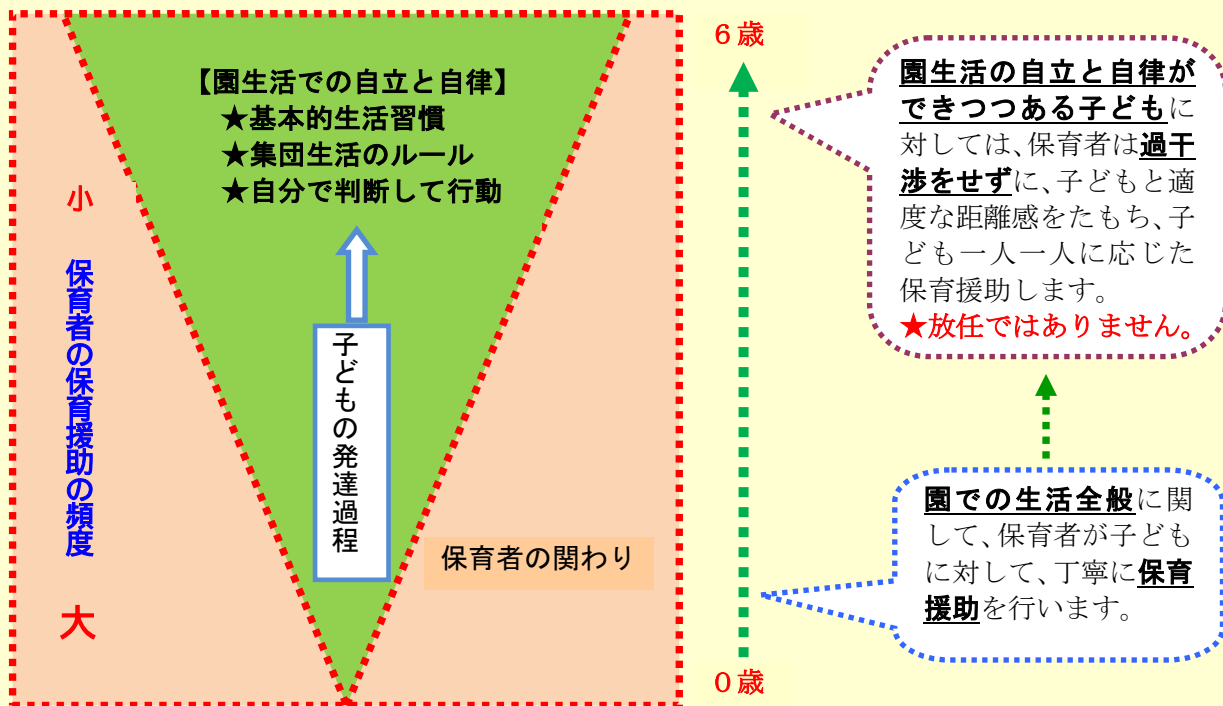 【園生活での自立と自律】
★基本的生活習慣
★集団生活のルール
★自分で判断して行動
小
保育者の保育援助の頻度
大
子どもの発達過程
保育者の関わり
６歳
０歳
園生活の自立と自律が
できつつある子どもに
対しては、保育者は過干
渉をせずに、子どもと適
度な距離感をたもち、子
ども一人一人に応じた
保育援助します。
★放任ではありません。
園での生活全般に関
して、保育者が子ども
に対して、丁寧に保育
援助を行います。